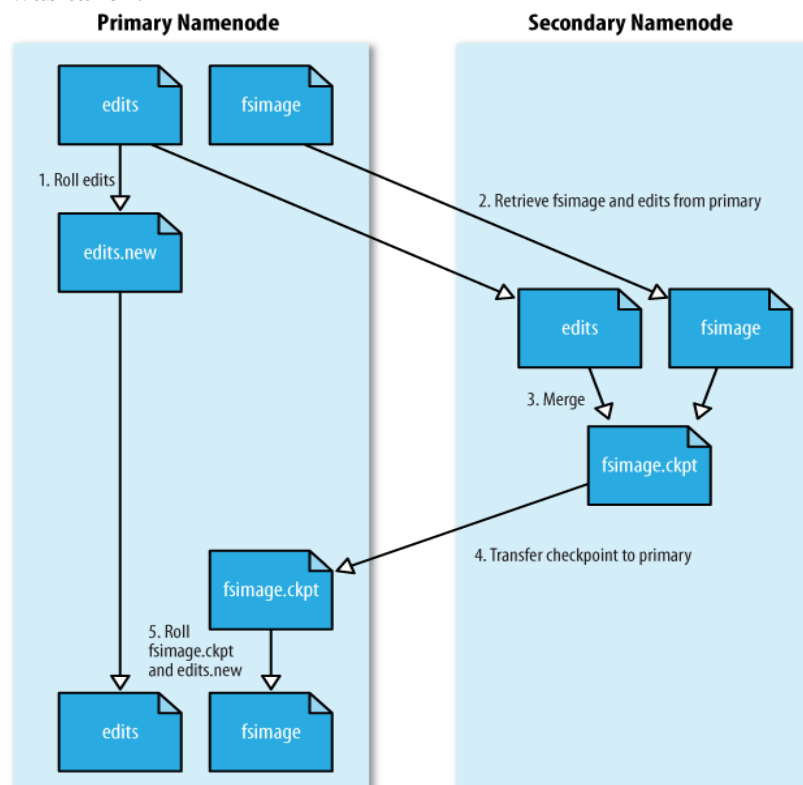 Primary Namenode
Secondary Namenode
edits
fsimage
1. Roll edits
2. Retrieve fsimage and edits from primary
edits.new
edits
fsimage
3. Merge
fsimage.ckpt
4. Transfer checkpoint to primary
fsimage.ckpt
5. Roll
fsimage.ckpt
and edits.new
edits
fsimage